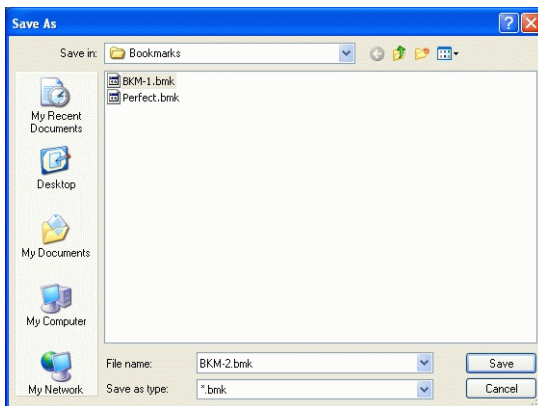 Save As
Save in:
Bookmarks
BKM-1.bmk
Perfect.bmk
My Recent
Documents
Desktop
My Documents
My Computer
My Network
File name:
BKM-2.bmk
Save
Save as type:
*.bmk
Cancel